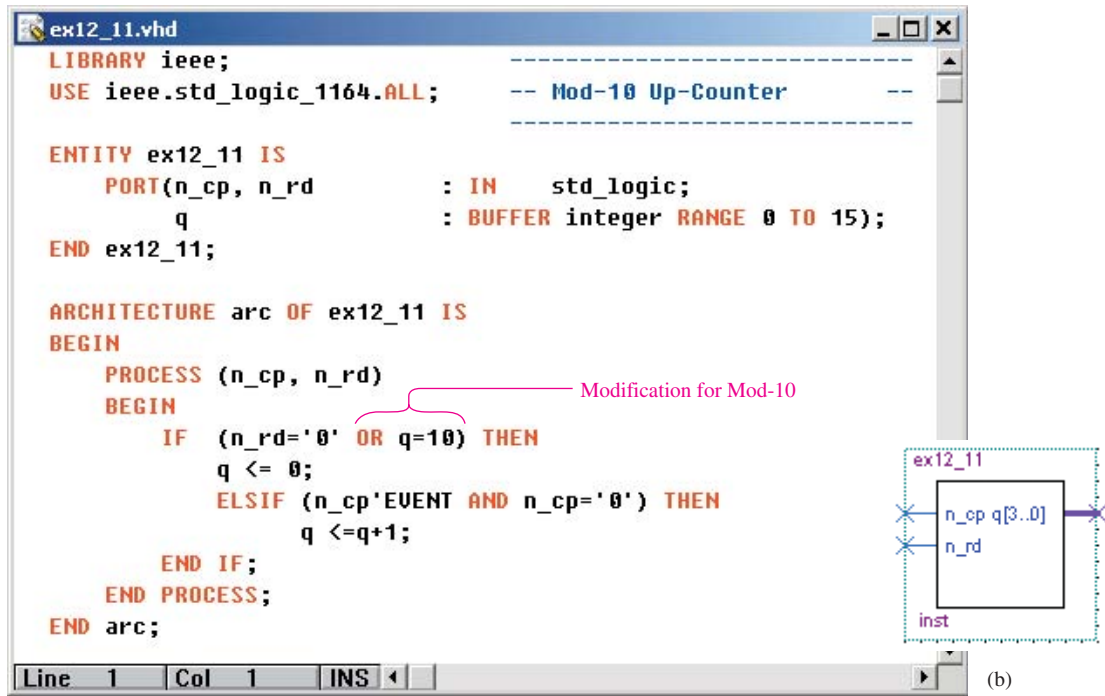 ex12_11.vhd
LIBRARY ieee; ------------------------------
USE ieee.std_logic_1164.ALL; -- Mod-10 Up-Counter --
------------------------------
ENTITY ex12_11 IS
PORT(n_cp, n_rd : IN std_logic;
q : BUFFER integer RANGE 0 TO 15);
END ex12_11;
ARCHITECTURE arc OF ex12_11 IS
BEGIN
PROCESS (n_cp, n_rd)
Modification for Mod-10
BEGIN
IF (n_rd='0' OR q=10) THEN
q <= 0;
ELSIF (n_cp'EVENT AND n_cp='0') THEN
q <=q+1;
END IF;
END PROCESS;
END arc;
Line 1 Col 1 INS
ex12_11
n_cp q[3..0]
n_rd
inst
(b)